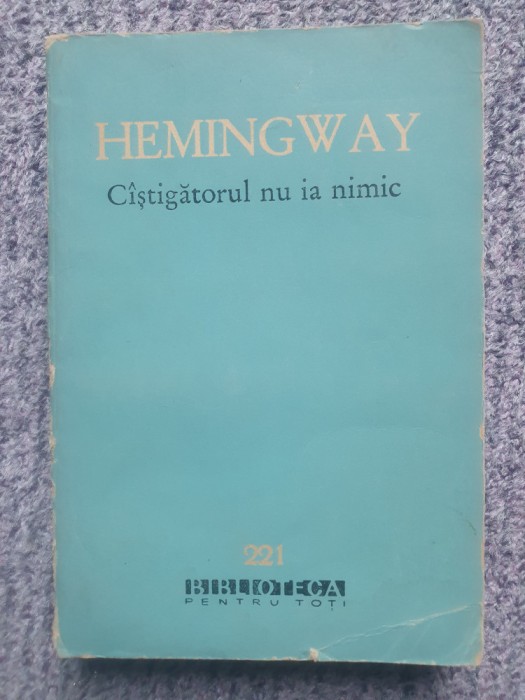 HEMINGWAY
Cîştigătorul nu ia nimic
221
BIBLIOTECA
PENTRU TOŢI